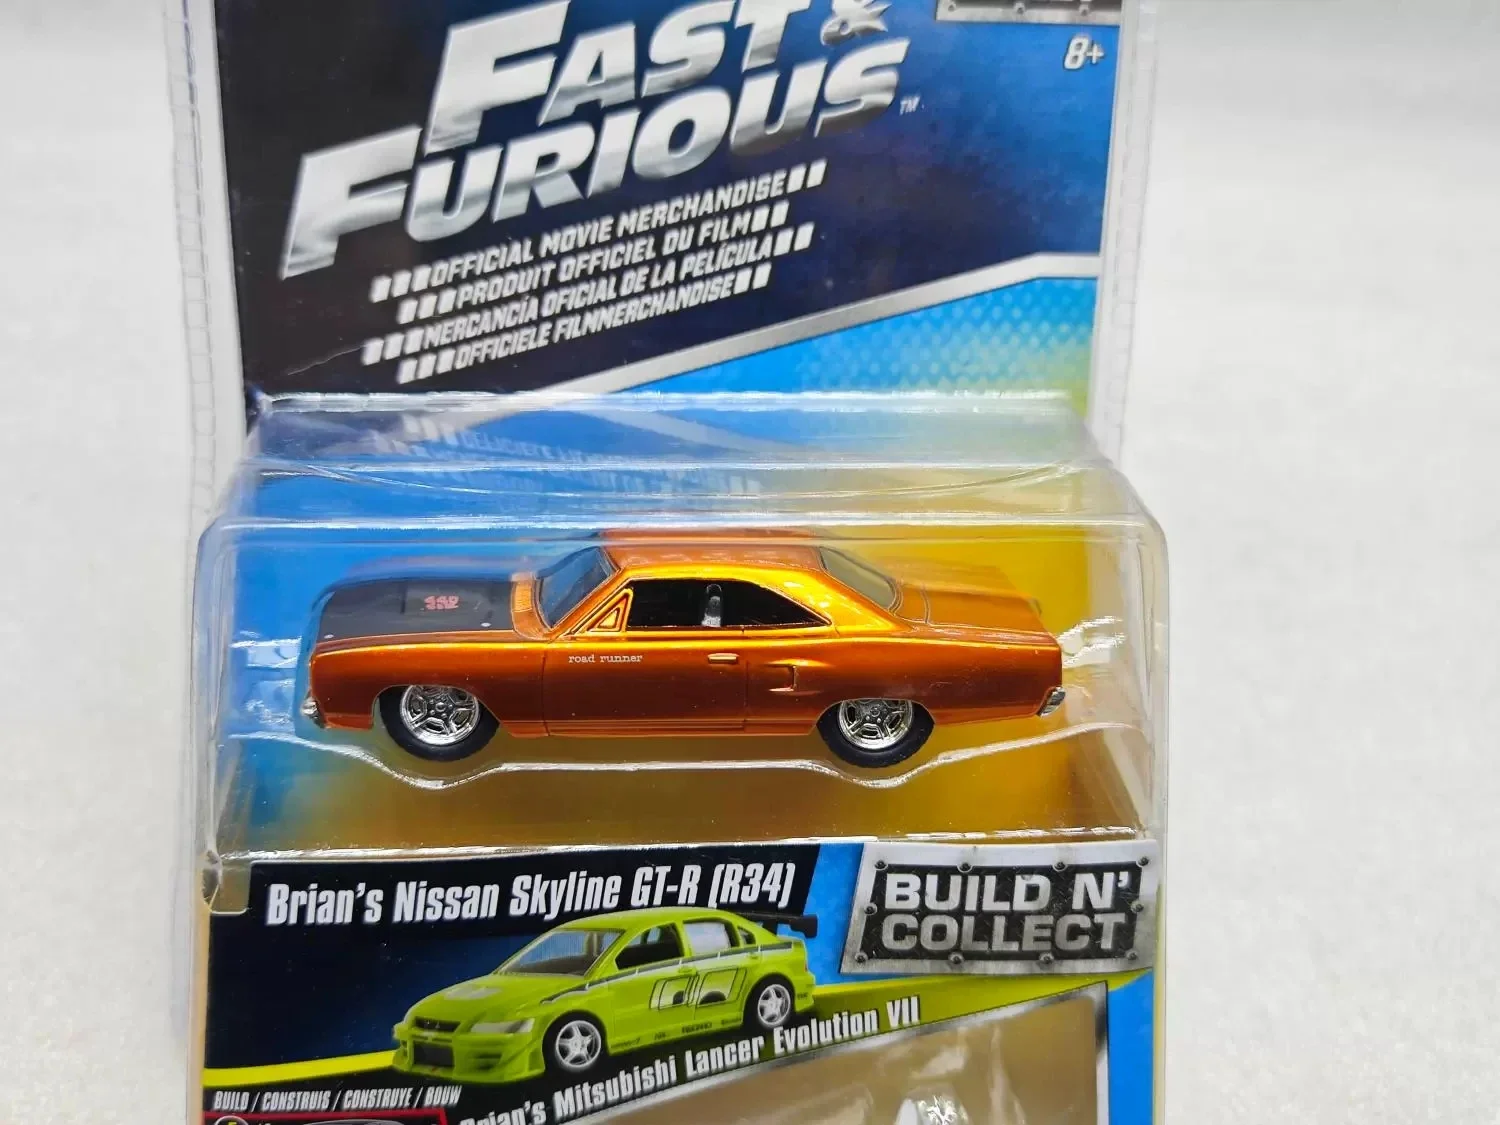 8+
FAST &
FURIOUS™
OFFICIAL MOVIE MERCHANDISE
PRODUIT OFFICIEL DU FILM
MERCANCÍA OFICIAL DE LA PELÍCULA
OFFICIELE FILMMERCHANDISE
road runner
Brian's Nissan Skyline GT-R (R34)
BUILD N'
COLLECT
Brian's Mitsubishi Lancer Evolution VII
BUILD / CONSTRUIS / CONSTRUYE / BOUW